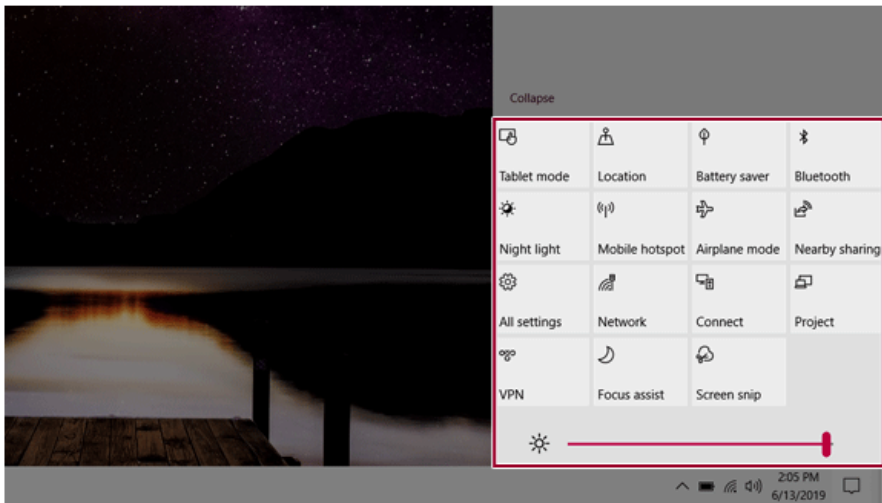 Collapse
Tablet mode Location Battery saver Bluetooth
Night light Mobile hotspot Airplane mode Nearby sharing
All settings Network Connect Project
VPN Focus assist Screen snip
2:05 PM
6/13/2019